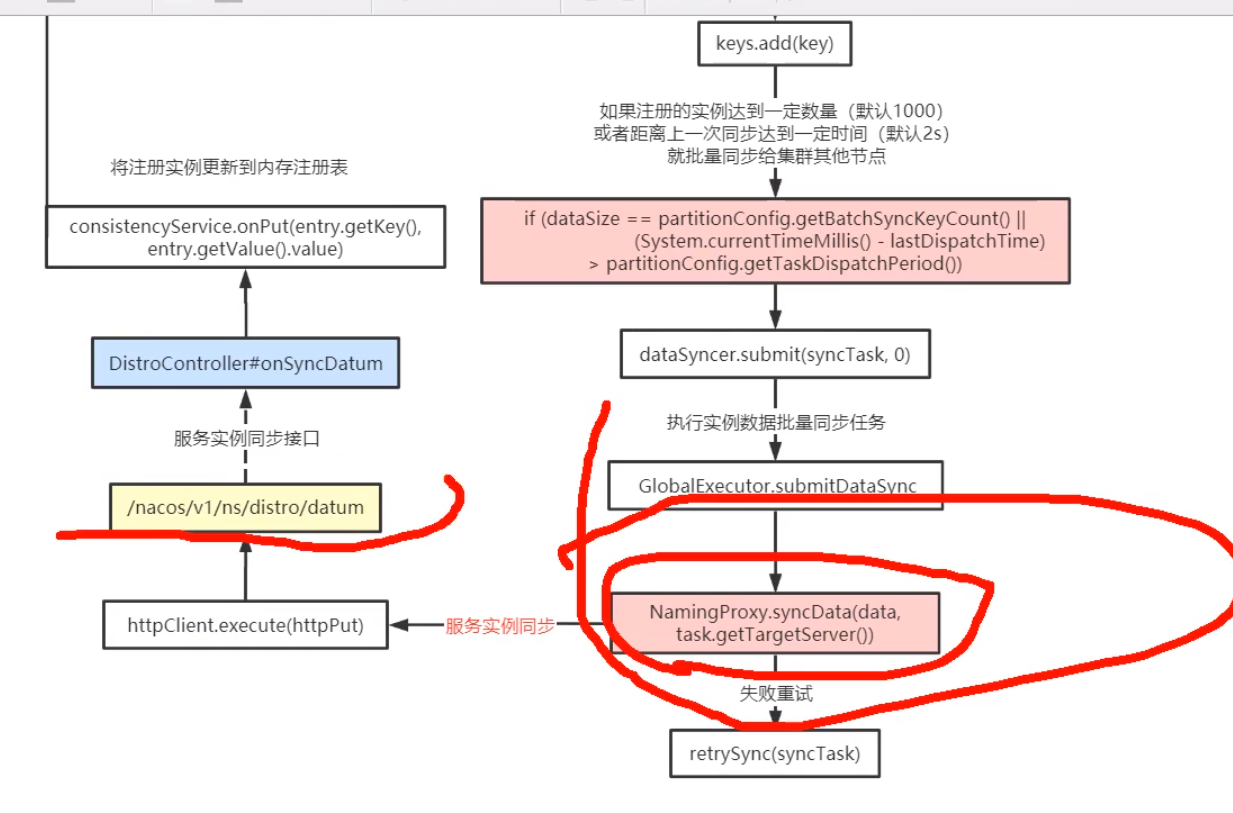 keys.add(key)
如果注册的实例达到一定数量（默认1000）
或者距离上一次同步达到一定时间（默认2s）
就批量同步给集群其他节点
if (dataSize == partitionConfig.getBatchSyncKeyCount() ||
(System.currentTimeMillis() - lastDispatchTime)
> partitionConfig.getTaskDispatchPeriod())
dataSyncer.submit(syncTask, 0)
执行实例数据批量同步任务
GlobalExecutor.submitDataSync
NamingProxy.syncData(data,
task.getTargetServer())
失败重试
retrySync(syncTask)
服务实例同步
httpClient.execute(httpPut)
/nacos/v1/ns/distro/datum
服务实例同步接口
DistroController#onSyncDatum
consistencyService.onPut(entry.getKey(),
entry.getValue().value)
将注册实例更新到内存注册表